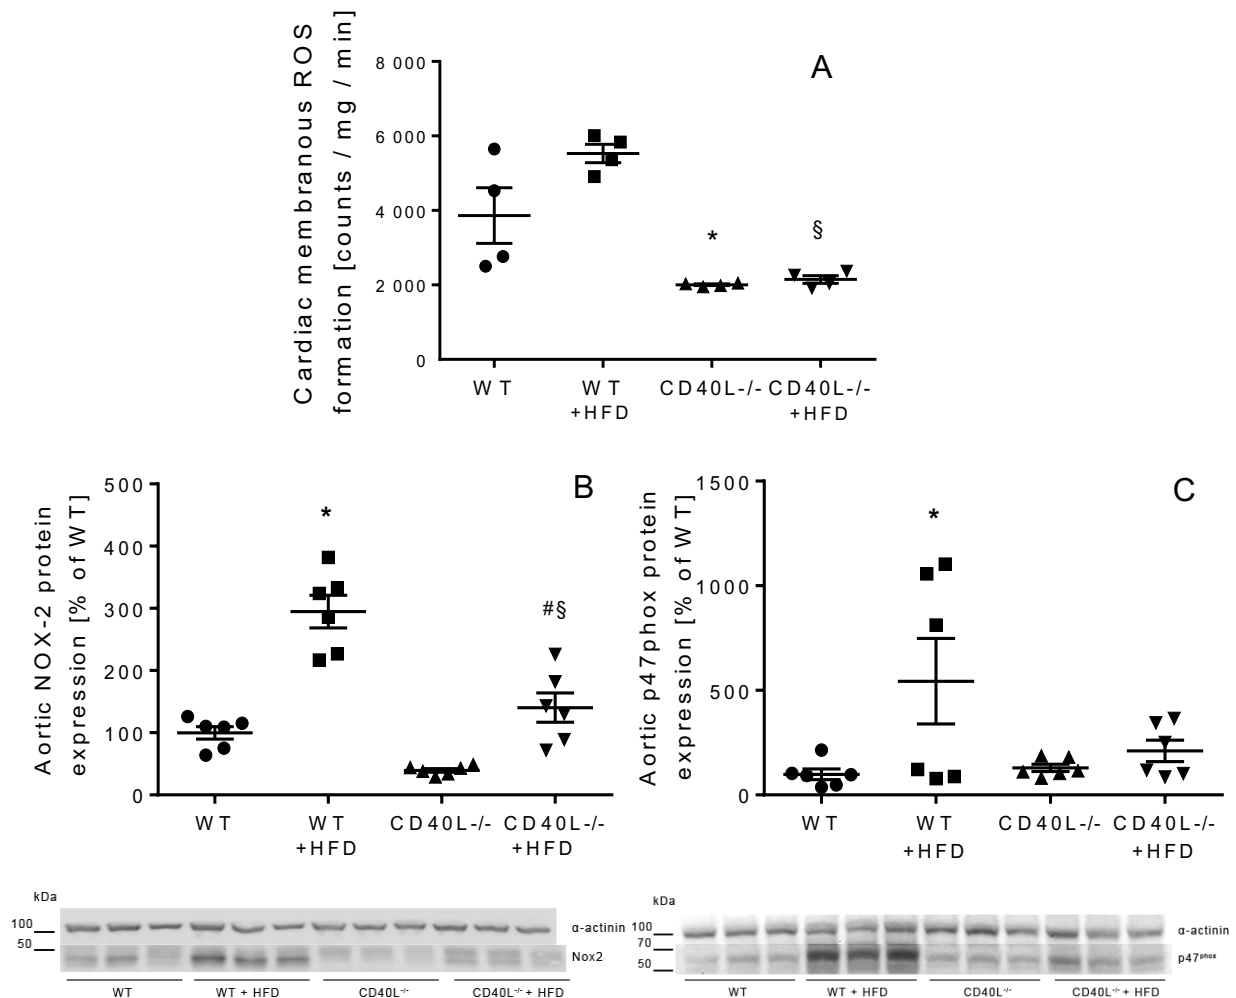 A
Cardiac membranous ROS
formation [counts / mg / min]
8 000
6 000
4 000
2 000
0
*
§
WT
WT
+HFD
CD40L-/-
CD40L-/-
+HFD
B
Aortic NOX-2 protein
expression [% of WT]
500
400
300
200
100
0
*
#§
WT
WT
+HFD
CD40L-/-
CD40L-/-
+HFD
C
Aortic p47phox protein
expression [% of WT]
1500
1000
500
0
*
WT
WT
+HFD
CD40L-/-
CD40L-/-
+HFD
kDa
100
50
α-actinin
Nox2
WT
WT + HFD
CD40L-/-
CD40L-/- + HFD
kDa
100
70
50
α-actinin
p47phox
WT
WT + HFD
CD40L-/-
CD40L-/- + HFD